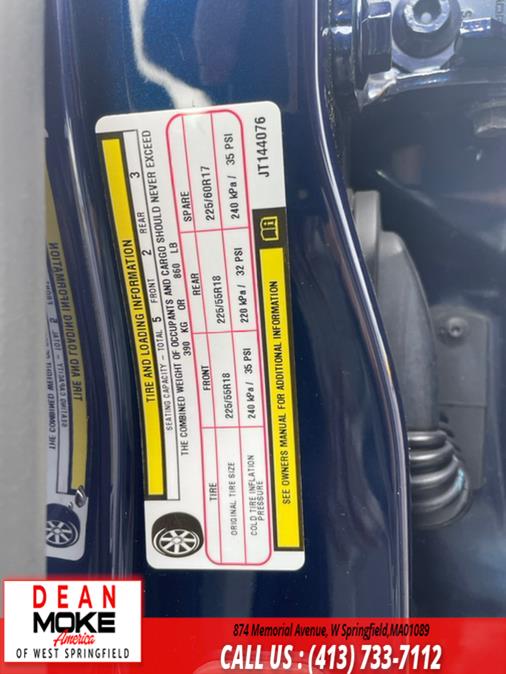 TIRE AND LOADING INFORMATION
SEATING CAPACITY - TOTAL 5 FRONT 2 REAR 3
THE COMBINED WEIGHT OF OCCUPANTS AND CARGO SHOULD NEVER EXCEED
390 KG OR 860 LB
TIRE FRONT REAR SPARE
ORIGINAL TIRE SIZE 225/55R18 225/55R18 225/60R17
COLD TIRE INFLATION PRESSURE 240 kPa / 35 PSI 220 kPa / 32 PSI 240 kPa / 35 PSI
SEE OWNERS MANUAL FOR ADDITIONAL INFORMATION
JT144076
DEAN
MOKE
America
OF WEST SPRINGFIELD
874 Memorial Avenue, W Springfield,MA01089
CALL US : (413) 733-7112